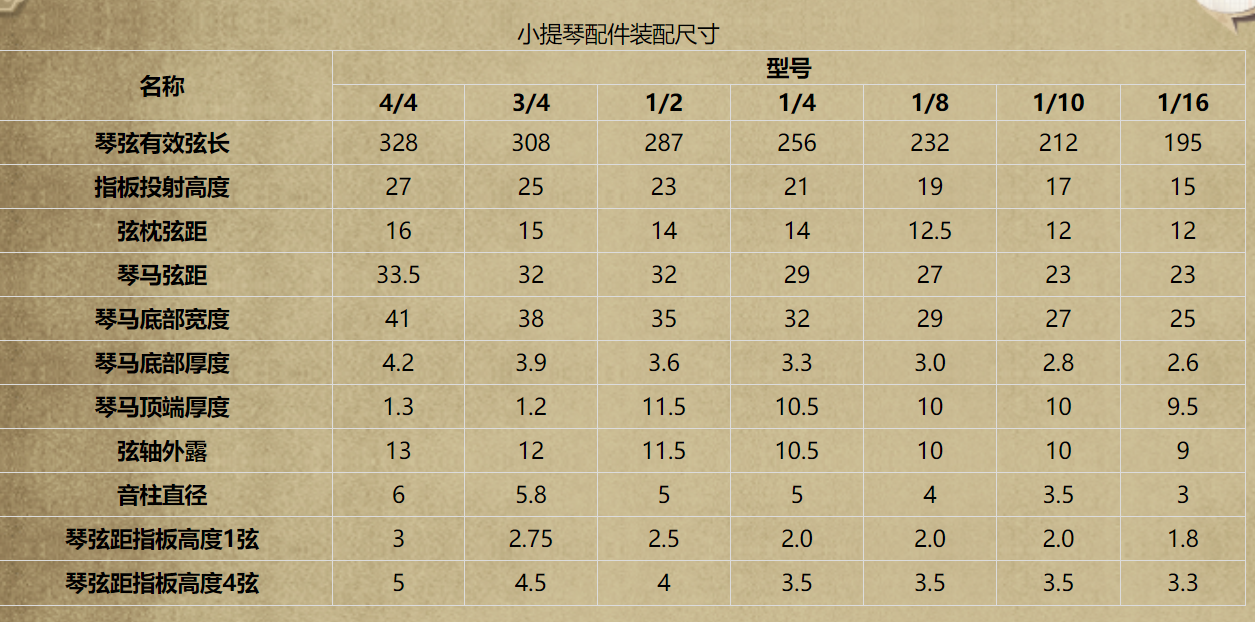 小提琴配件装配尺寸
名称 型号
4/4 3/4 1/2 1/4 1/8 1/10 1/16
琴弦有效弦长 328 308 287 256 232 212 195
指板投射高度 27 25 23 21 19 17 15
弦枕弦距 16 15 14 14 12.5 12 12
琴马弦距 33.5 32 32 29 27 23 23
琴马底部宽度 41 38 35 32 29 27 25
琴马底部厚度 4.2 3.9 3.6 3.3 3.0 2.8 2.6
琴马顶端厚度 1.3 1.2 11.5 10.5 10 10 9.5
弦轴外露 13 12 11.5 10.5 10 10 9
音柱直径 6 5.8 5 5 4 3.5 3
琴弦距指板高度1弦 3 2.75 2.5 2.0 2.0 2.0 1.8
琴弦距指板高度4弦 5 4.5 4 3.5 3.5 3.5 3.3